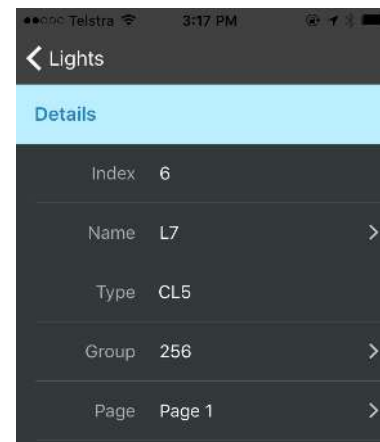 Telstra 3:17 PM
Lights
Details
Index 6
Name L7
Type CL5
Group 256
Page Page 1